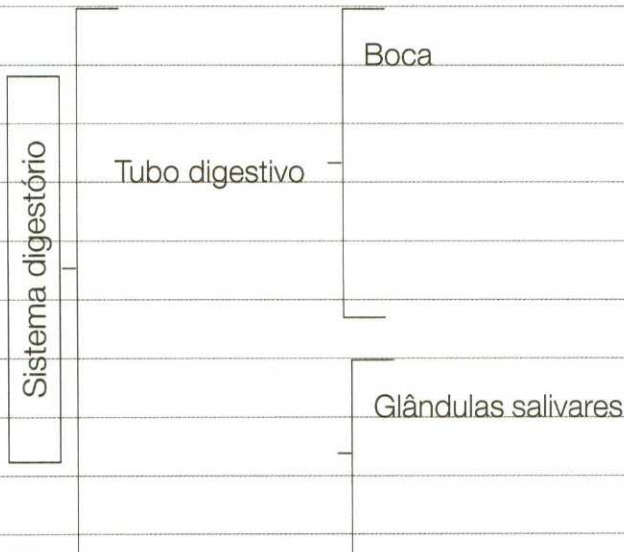 Sistema digestório
Tubo digestivo
Boca
Glândulas salivares